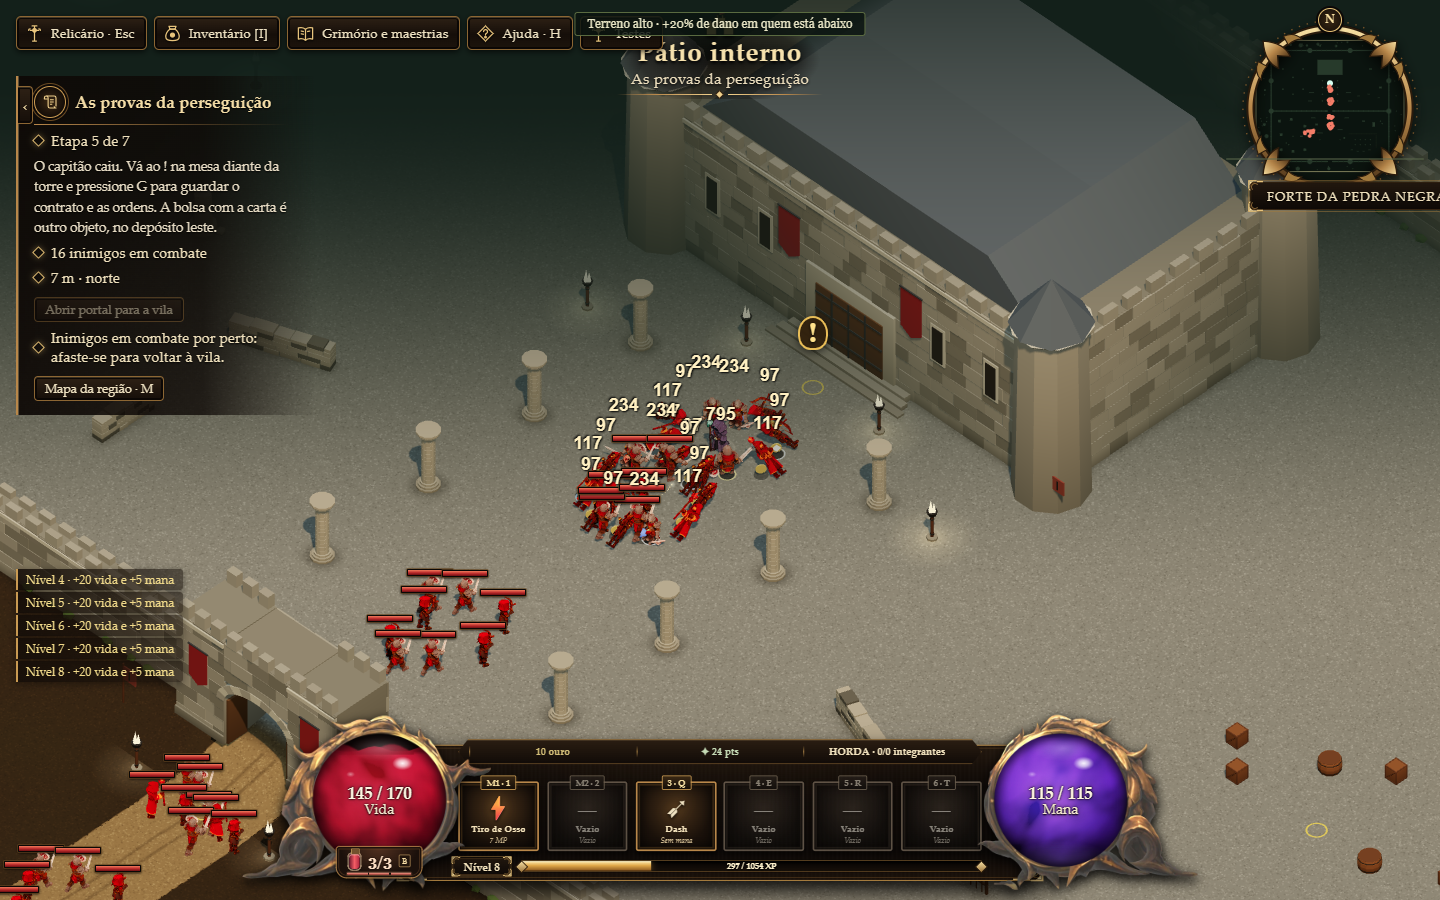 Relicário · Esc
Inventário [I]
Grimório e maestrias
Ajuda · H
Terreno alto · +20% de dano em quem está abaixo
Pátio interno
As provas da perseguição
N
FORTE DA PEDRA NEGRA
As provas da perseguição
Etapa 5 de 7
O capitão caiu. Vá ao ! na mesa diante da
torre e pressione G para guardar o
contrato e as ordens. A bolsa com a carta é
outro objeto, no depósito leste.
16 inimigos em combate
7 m · norte
Abrir portal para a vila
Inimigos em combate por perto:
afaste-se para voltar à vila.
Mapa da região · M
!
97 234 234 97
117
234 234 795 97
97 97 117
117
97 97
97 234 117
Nível 4 · +20 vida e +5 mana
Nível 5 · +20 vida e +5 mana
Nível 6 · +20 vida e +5 mana
Nível 7 · +20 vida e +5 mana
Nível 8 · +20 vida e +5 mana
10 ouro
24 pts
HORDA · 0/0 integrantes
145 / 170
Vida
3/3 B
M1 · 1
Tiro de Osso
7 MP
M2 · 2
Vazio
Vazio
3 · Q
Dash
Sem mana
4 · E
Vazio
Vazio
5 · R
Vazio
Vazio
6 · T
Vazio
Vazio
115 / 115
Mana
Nível 8
297 / 1054 XP